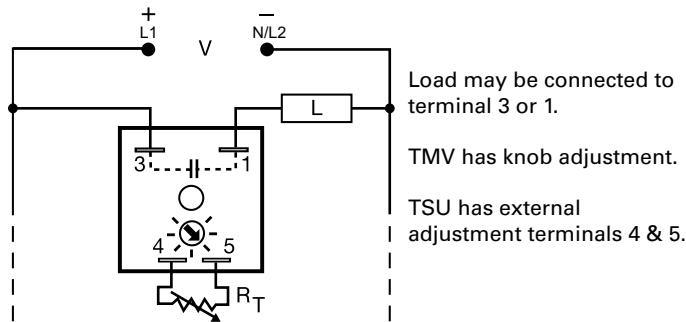 +
−
L1
V
N/L2
L
Load may be connected to
terminal 3 or 1.
3
1
TMV has knob adjustment.
TSU has external
adjustment terminals 4 & 5.
4
5
RT